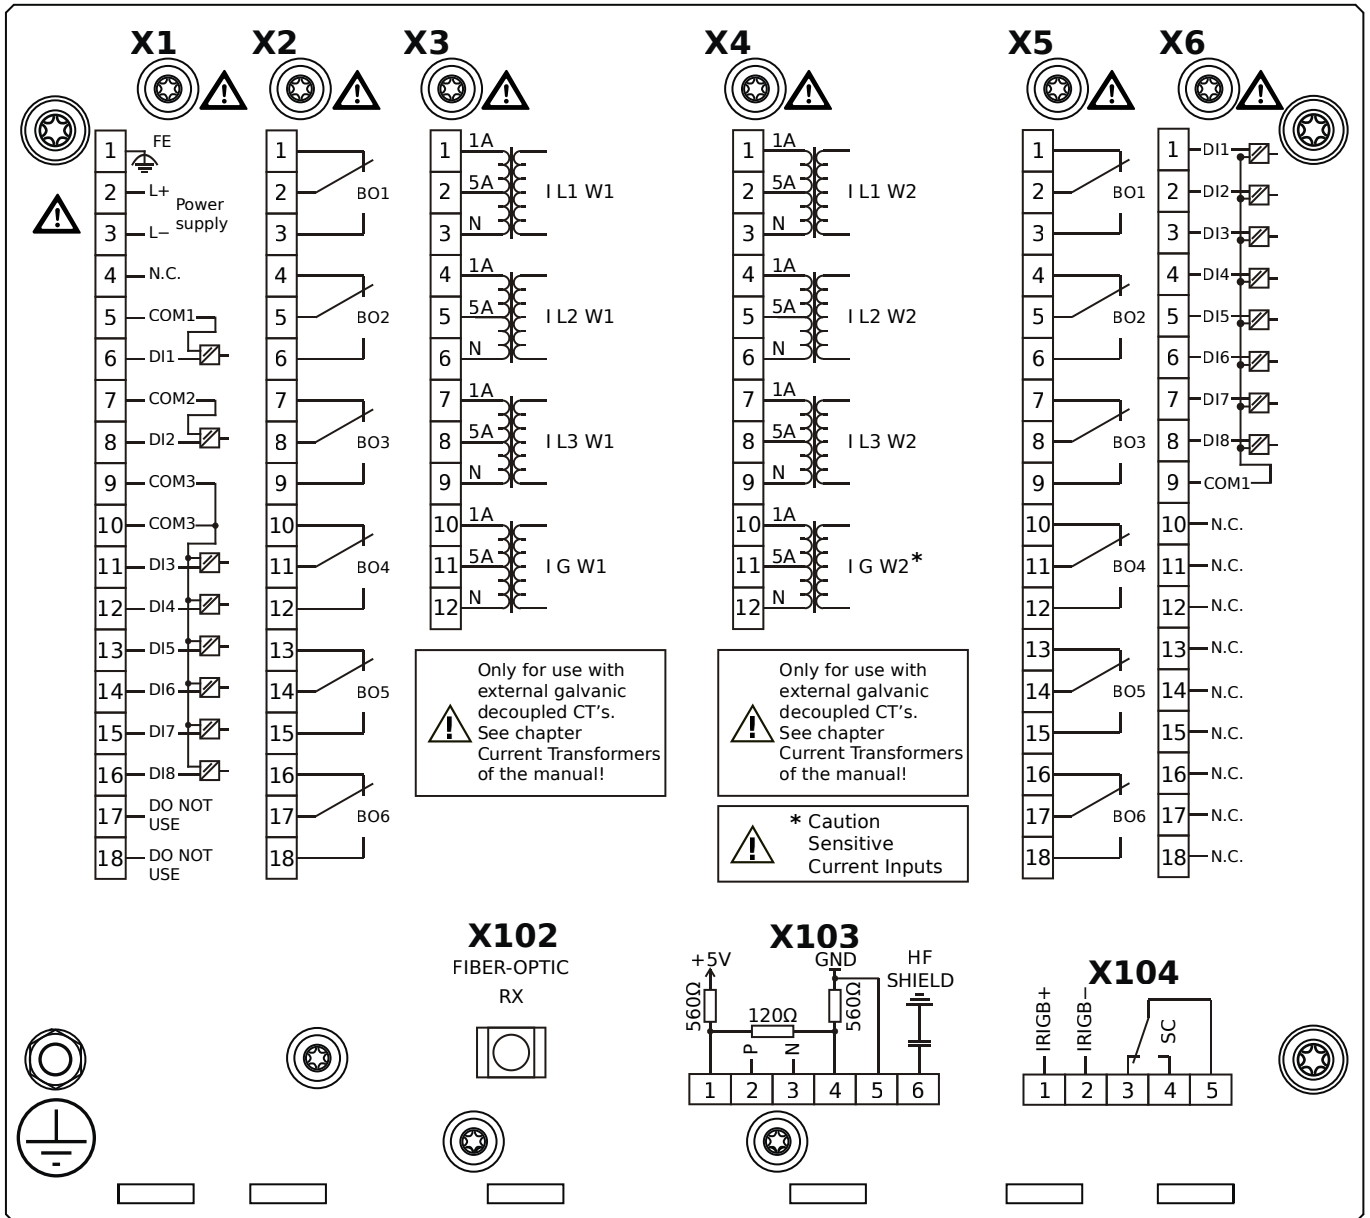 X1
1
FE
2
L+
Power
supply
3
L−
4
N.C.
5
COM1
6
DI1
7
COM2
8
DI2
9
COM3
10
COM3
11
DI3
12
DI4
13
DI5
14
DI6
15
DI7
16
DI8
17
DO NOT
USE
18
DO NOT
USE
X2
1
2
BO1
3
4
5
BO2
6
7
8
BO3
9
10
11
BO4
12
13
14
BO5
15
16
17
BO6
18
X3
1
1A
2
5A
I L1 W1
3
N
4
1A
5
5A
I L2 W1
6
N
7
1A
8
5A
I L3 W1
9
N
10
1A
11
5A
I G W1
12
N
Only for use with
external galvanic
decoupled CT's.
See chapter
Current Transformers
of the manual!
X4
1
1A
2
5A
I L1 W2
3
N
4
1A
5
5A
I L2 W2
6
N
7
1A
8
5A
I L3 W2
9
N
10
1A
11
5A
I G W2*
12
N
Only for use with
external galvanic
decoupled CT's.
See chapter
Current Transformers
of the manual!
* Caution
Sensitive
Current Inputs
X5
1
2
BO1
3
4
5
BO2
6
7
8
BO3
9
10
11
BO4
12
13
14
BO5
15
16
17
BO6
18
X6
1
DI1
2
DI2
3
DI3
4
DI4
5
DI5
6
DI6
7
DI7
8
DI8
9
COM1
10
N.C.
11
N.C.
12
N.C.
13
N.C.
14
N.C.
15
N.C.
16
N.C.
17
N.C.
18
N.C.
X102
FIBER-OPTIC
RX
X103
+5V
GND
HF
SHIELD
560Ω
120Ω
560Ω
P
N
1 2 3 4 5 6
X104
IRIGB+
IRIGB−
SC
1 2 3 4 5